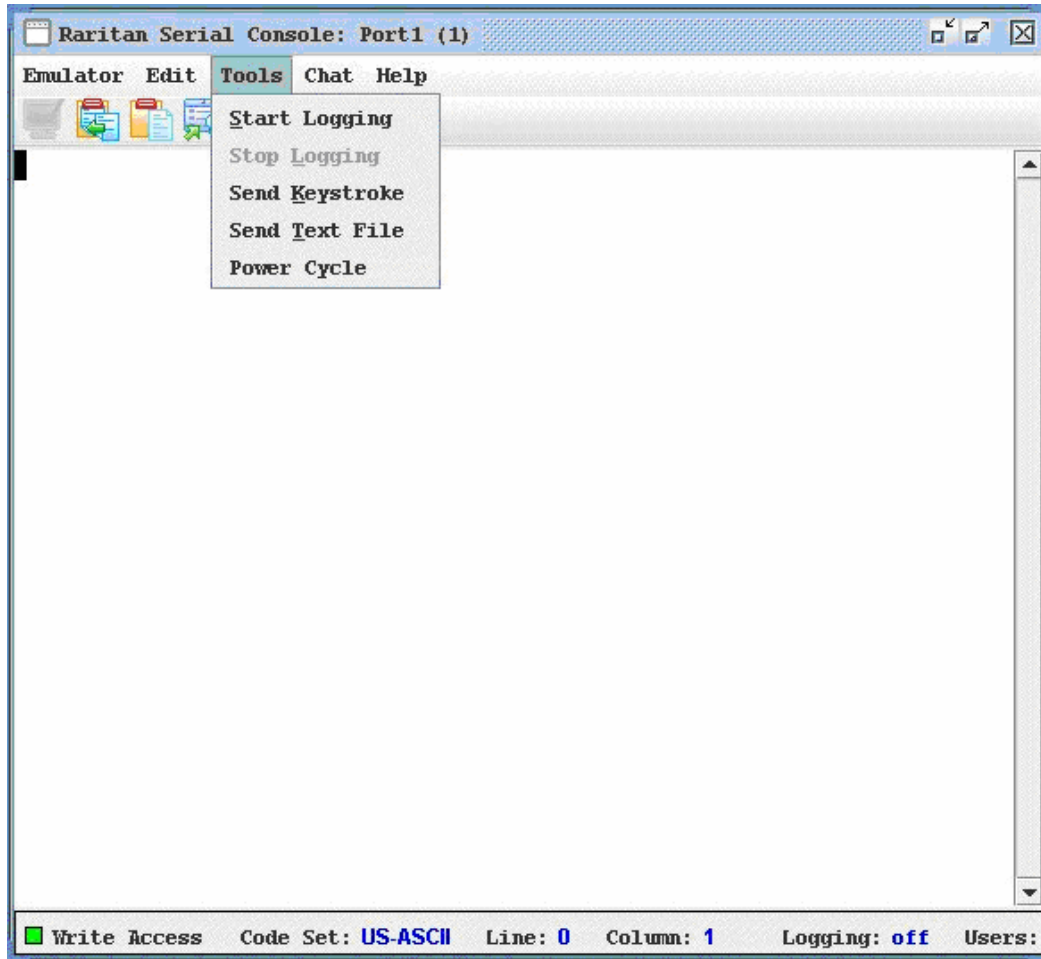 Raritan Serial Console: Port1 (1)
Emulator Edit Tools Chat Help
Start Logging
Stop Logging
Send Keystroke
Send Text File
Power Cycle
Write Access Code Set: US-ASCII Line: 0 Column: 1 Logging: off Users: